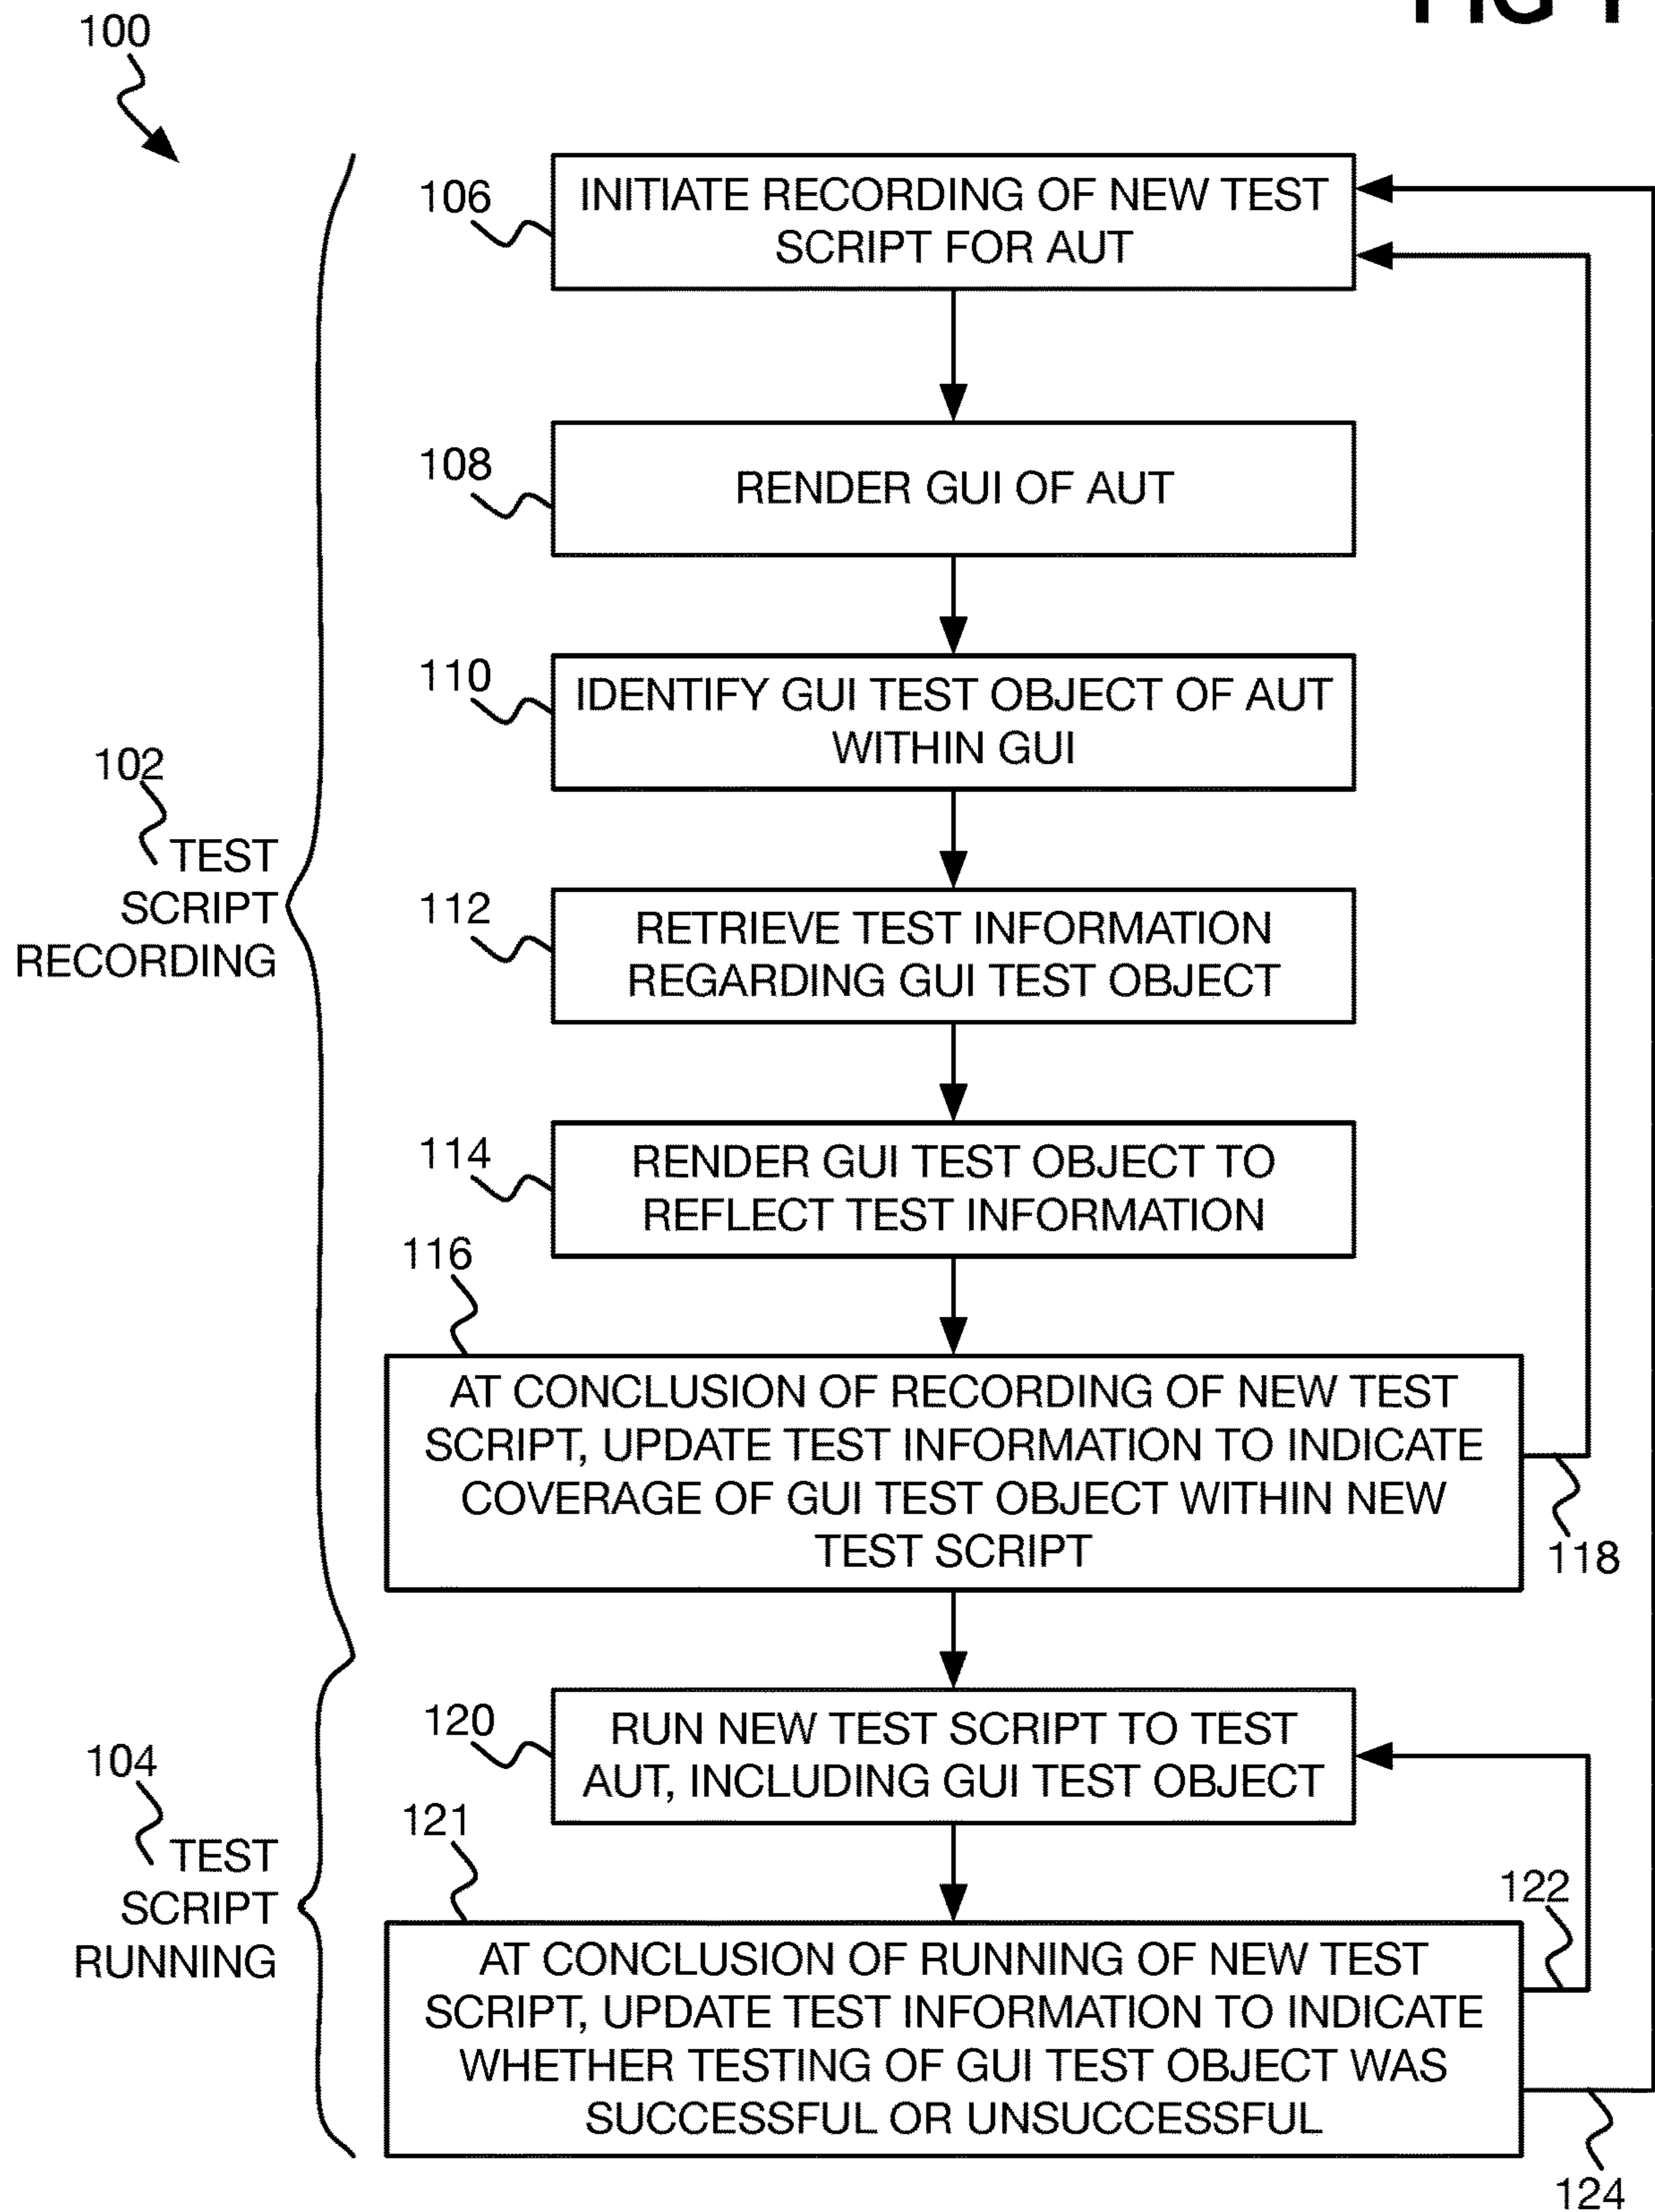 FIG 1
100
106
INITIATE RECORDING OF NEW TEST
SCRIPT FOR AUT
108
RENDER GUI OF AUT
110
IDENTIFY GUI TEST OBJECT OF AUT
WITHIN GUI
102
TEST
SCRIPT
RECORDING
112
RETRIEVE TEST INFORMATION
REGARDING GUI TEST OBJECT
114
RENDER GUI TEST OBJECT TO
REFLECT TEST INFORMATION
116
AT CONCLUSION OF RECORDING OF NEW TEST
SCRIPT, UPDATE TEST INFORMATION TO INDICATE
COVERAGE OF GUI TEST OBJECT WITHIN NEW
TEST SCRIPT
118
120
RUN NEW TEST SCRIPT TO TEST
AUT, INCLUDING GUI TEST OBJECT
104
TEST
SCRIPT
RUNNING
121
122
AT CONCLUSION OF RUNNING OF NEW TEST
SCRIPT, UPDATE TEST INFORMATION TO INDICATE
WHETHER TESTING OF GUI TEST OBJECT WAS
SUCCESSFUL OR UNSUCCESSFUL
124